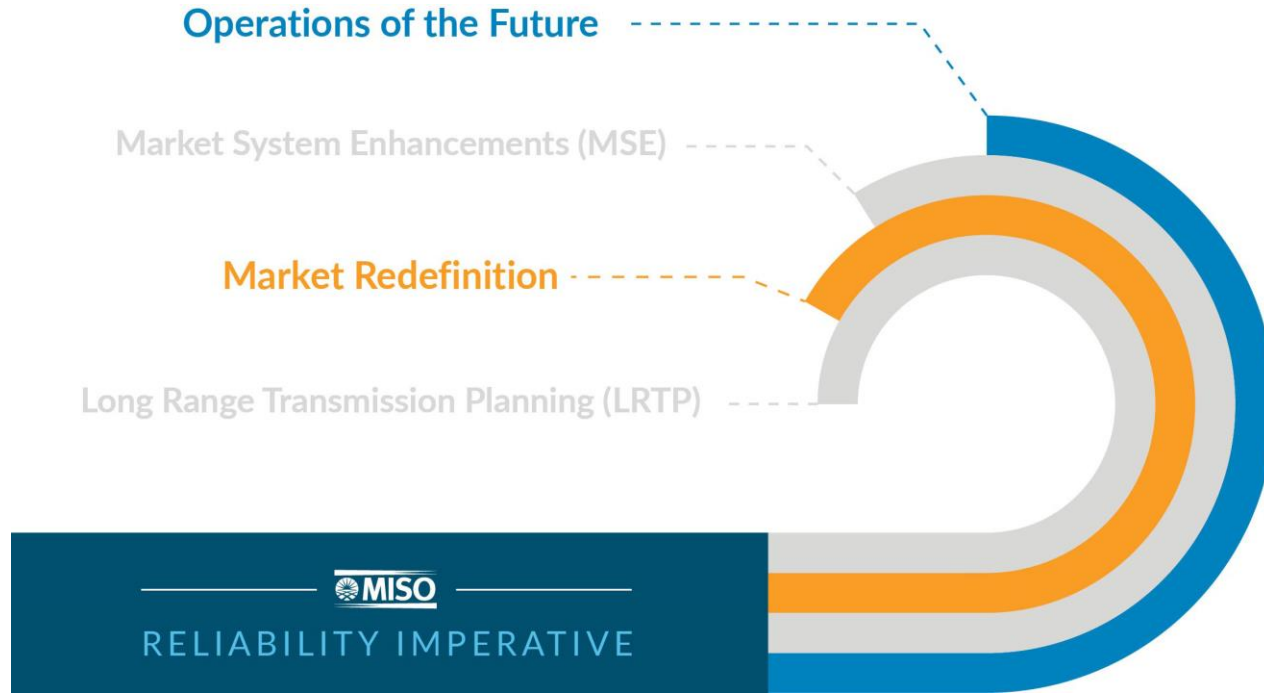 Operations of the Future
Market System Enhancements (MSE)
Market Redefinition
Long Range Transmission Planning (LRTP)
MISO
RELIABILITY IMPERATIVE